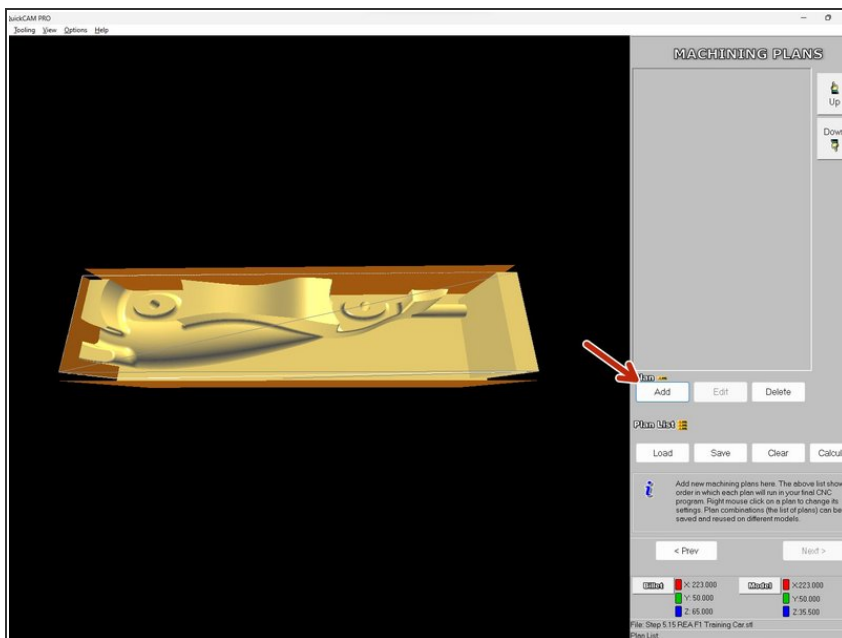 uickCAM PRO
Tooling View Options Help
MACHINING PLANS
Up
Down
Plan
Add Edit Delete
Plan List
Load Save Clear Calcul
Add new machining plans here. The above list show
order in which each plan will run in your final CNC
program. Right mouse click on a plan to change its
settings. Plan combinations (the list of plans) can be
saved and reused on different models.
< Prev Next >
Billet X: 223.000 Model X:223.000
Y: 50.000 Y:50.000
Z: 65.000 Z:35.500
File: Step 5.15 REA F1 Training Car.stl
Plan List